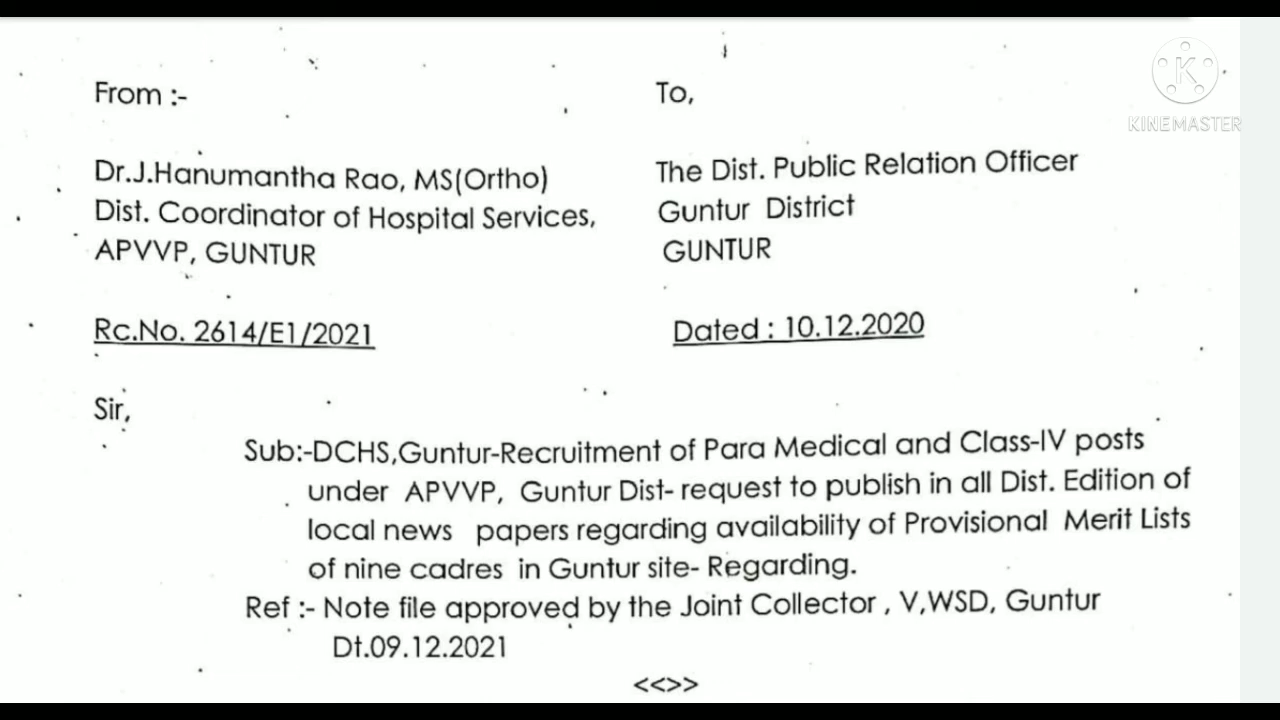 From :-
To,
Dr.J.Hanumantha Rao, MS(Ortho)
Dist. Coordinator of Hospital Services,
APVVP, GUNTUR
The Dist. Public Relation Officer
Guntur District
GUNTUR
Rc.No. 2614/E1/2021
Dated : 10.12.2020
Sir,
Sub:-DCHS,Guntur-Recruitment of Para Medical and Class-IV posts
under APVVP, Guntur Dist- request to publish in all Dist. Edition of
local news papers regarding availability of Provisional Merit Lists
of nine cadres in Guntur site- Regarding.
Ref :- Note file approved by the Joint Collector , V,WSD, Guntur
Dt.09.12.2021
<<>>
K
KINEMASTER